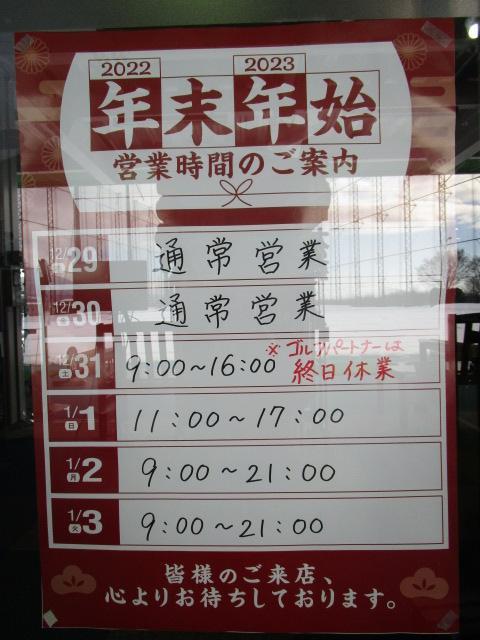 2022 2023
年末年始
営業時間のご案内
12/29 通常営業
12/30 通常営業
12/31 土 9:00~16:00 ※ゴルフパートナーは
終日休業
1/1 日 11:00~17:00
1/2 月 9:00~21:00
1/3 火 9:00~21:00
皆様のご来店、
心よりお待ちしております。